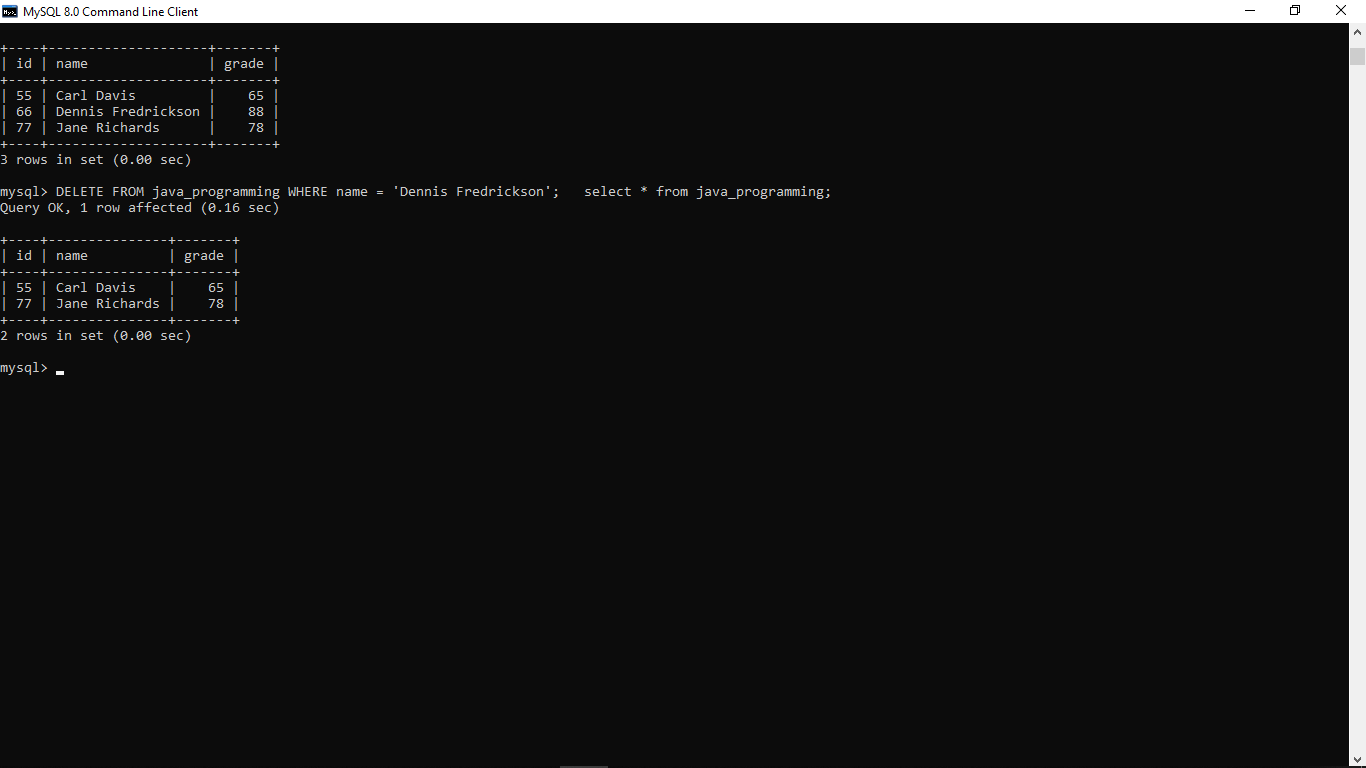 MySQL 8.0 Command Line Client
+----+--------------------+-------+
| id | name               | grade |
+----+--------------------+-------+
| 55 | Carl Davis         |    65 |
| 66 | Dennis Fredrickson |    88 |
| 77 | Jane Richards      |    78 |
+----+--------------------+-------+
3 rows in set (0.00 sec)
mysql> DELETE FROM java_programming WHERE name = 'Dennis Fredrickson';   select * from java_programming;
Query OK, 1 row affected (0.16 sec)
+----+---------------+-------+
| id | name          | grade |
+----+---------------+-------+
| 55 | Carl Davis    |    65 |
| 77 | Jane Richards |    78 |
+----+---------------+-------+
2 rows in set (0.00 sec)
mysql>